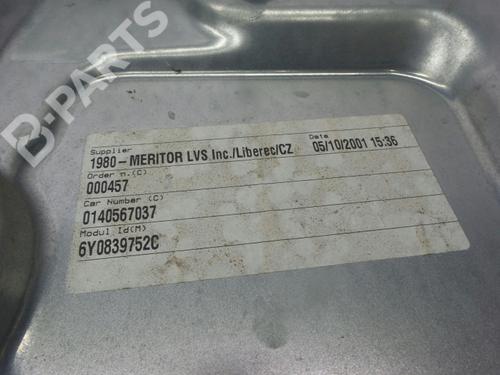 B-PARTS
Supplier
1980-MERITOR LVS Inc./Liberec/CZ
Date
05/10/2001 15:36
Order n.(C)
000457
Car Number (C)
0140567037
Modul Id(M)
6Y0839752C